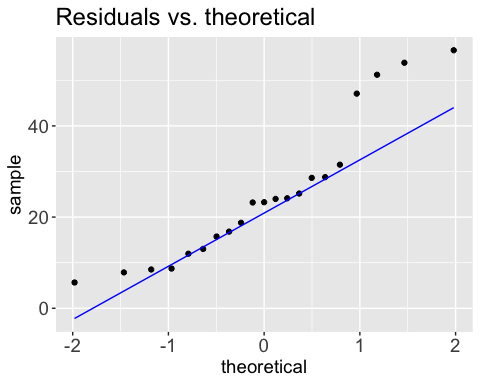 Residuals vs. theoretical
sample
40
20
0
-2 -1 0 1 2
theoretical